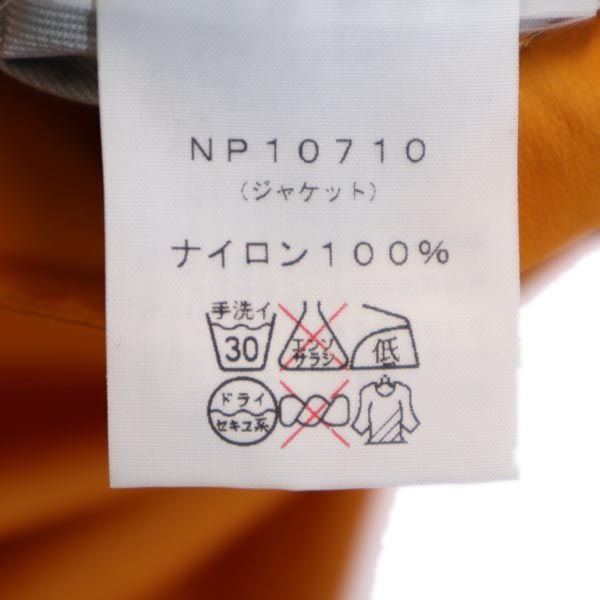 NP10710
(ジャケット)
ナイロン100%
手洗イ
30
エンソ
サラシ
低
ドライ
セキユ系